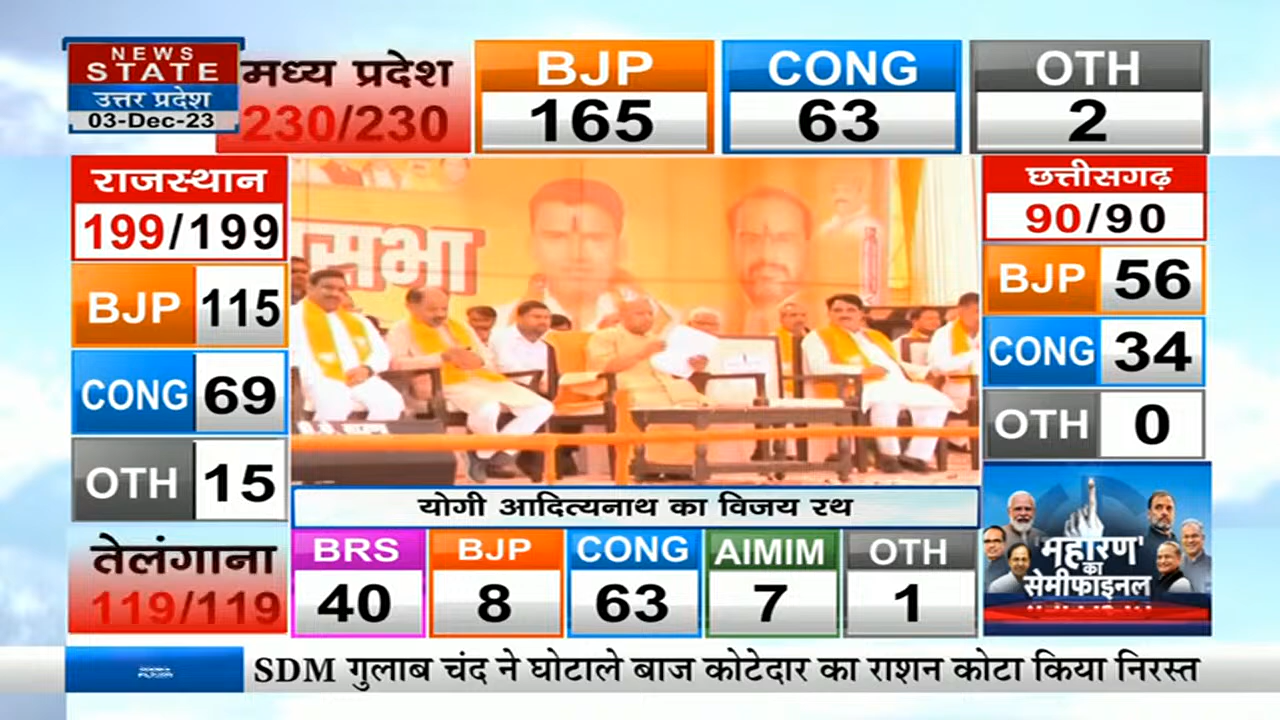 NEWS
STATE
उत्तर प्रदेश
03-Dec-23
मध्य प्रदेश
230/230
BJP
165
CONG
63
OTH
2
राजस्थान
199/199
BJP 115
CONG 69
OTH 15
सभा
छत्तीसगढ़
90/90
BJP 56
CONG 34
OTH 0
योगी आदित्यनाथ का विजय रथ
तेलंगाना
119/119
BRS
40
BJP
8
CONG
63
AIMIM
7
OTH
1
'महारण'
का
सेमीफाइनल
SDM गुलाब चंद ने घोटाले बाज कोटेदार का राशन कोटा किया निरस्त